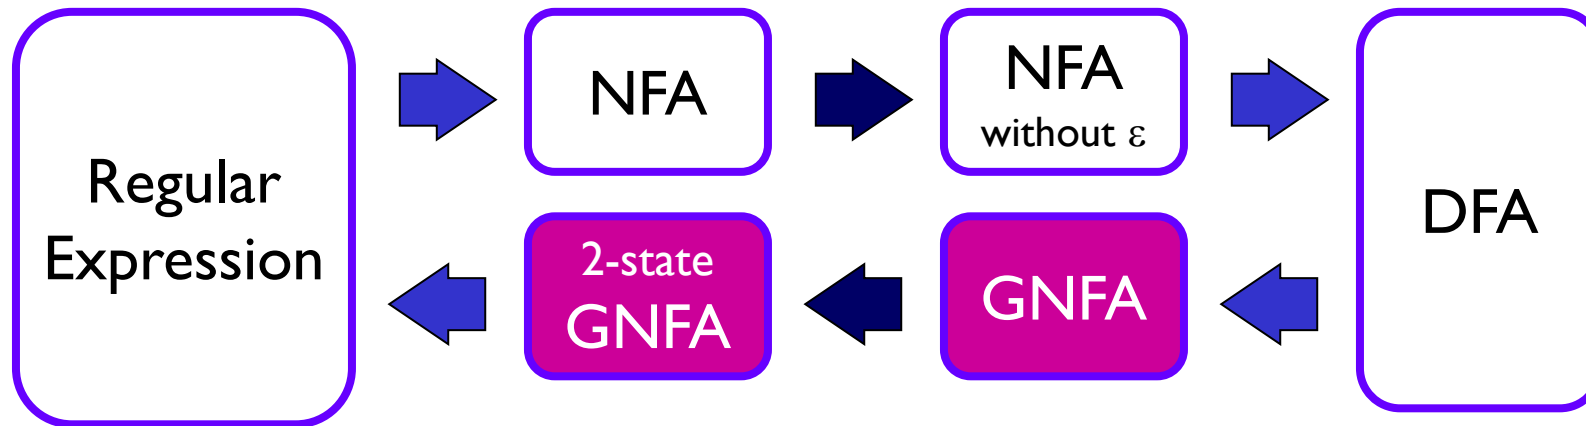 Regular
Expression
NFA
NFA
without ε
DFA
2-state
GNFA
GNFA